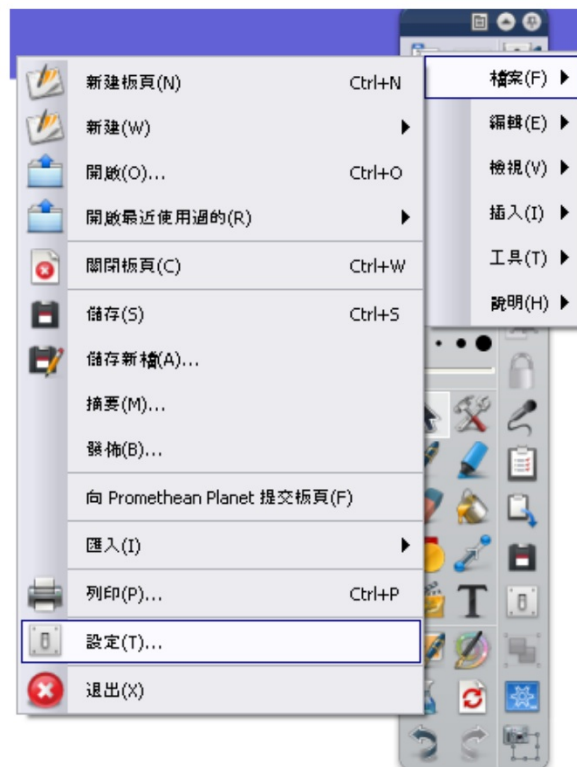 新建板頁(N) Ctrl+N
新建(W)
開啟(O)... Ctrl+O
開啟最近使用過的(R)
關閉板頁(C) Ctrl+W
儲存(S) Ctrl+S
儲存新檔(A)...
摘要(M)...
發佈(B)...
向 Promethean Planet 提交板頁(F)
匯入(I)
列印(P)... Ctrl+P
設定(T)...
退出(X)
檔案(F)
編輯(E)
檢視(V)
插入(I)
工具(T)
說明(H)
T